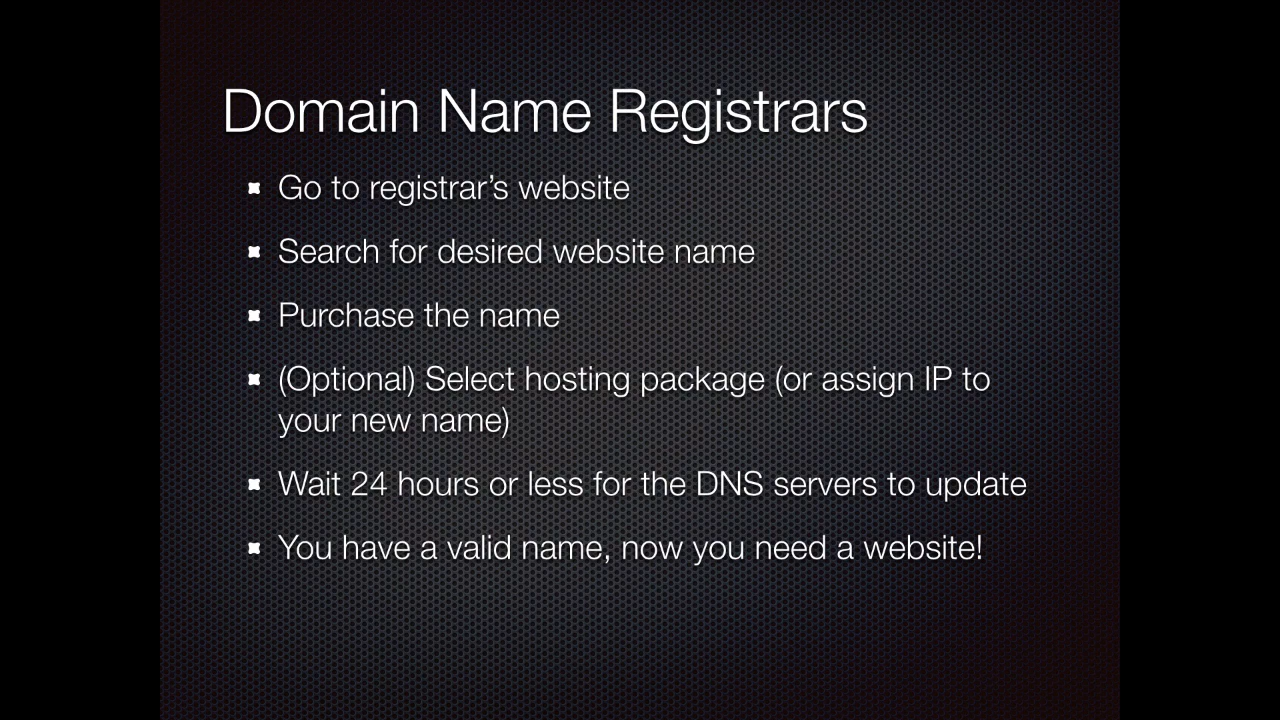 Domain Name Registrars
Go to registrar’s website
Search for desired website name
Purchase the name
(Optional) Select hosting package (or assign IP to
your new name)
Wait 24 hours or less for the DNS servers to update
You have a valid name, now you need a website!